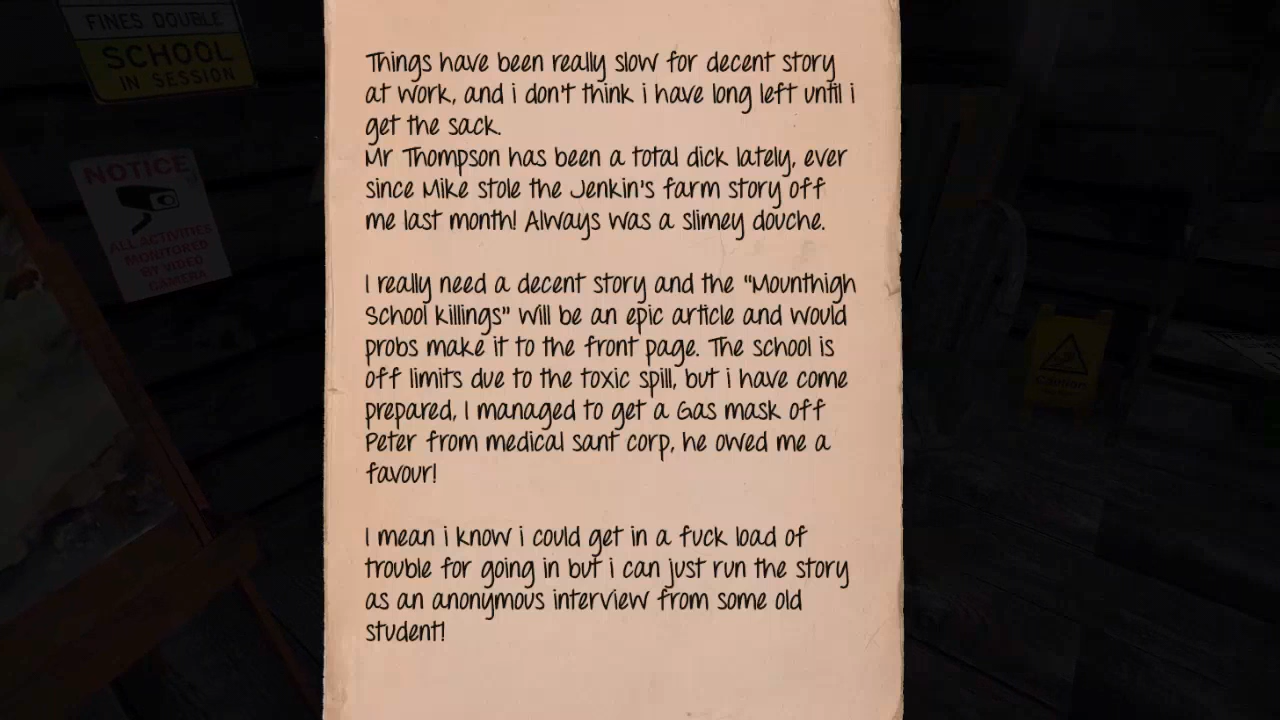 FINES DOUBLE
SCHOOL
IN SESSION
NOTICE
ALL ACTIVITIES
MONITORED
BY VIDEO
CAMERA
Things have been really slow for decent story
at work, and i don't think i have long left until i
get the sack.
Mr Thompson has been a total dick lately, ever
since Mike stole the Jenkin's farm story off
me last month! Always was a slimey douche.
I really need a decent story and the "Mounthigh
School killings" will be an epic article and would
probs make it to the front page. The school is
off limits due to the toxic spill, but i have come
prepared, I managed to get a Gas mask off
Peter from medical sant corp, he owed me a
favour!
I mean i know i could get in a fuck load of
trouble for going in but i can just run the story
as an anonymous interview from some old
student!
Caution